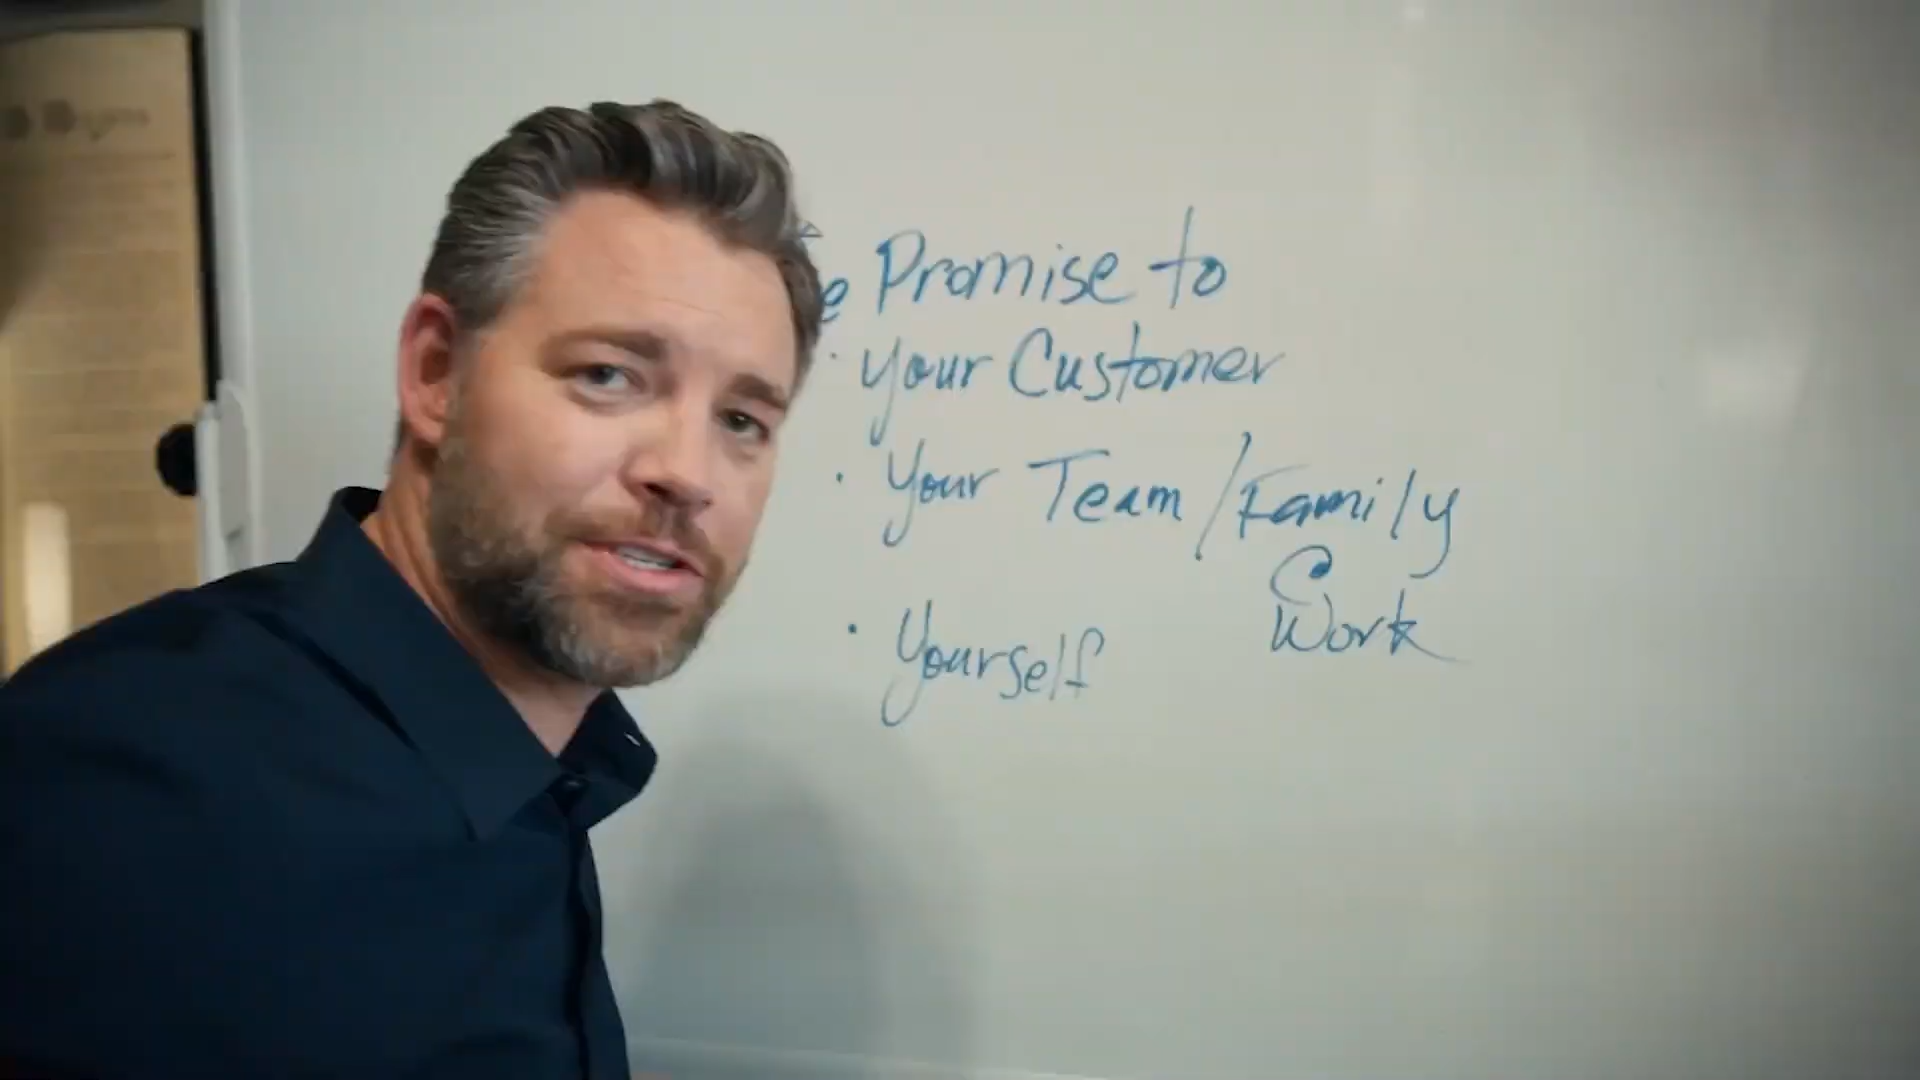 Promise to
· Your Customer
· Your Team / Family
@
Work
· Yourself